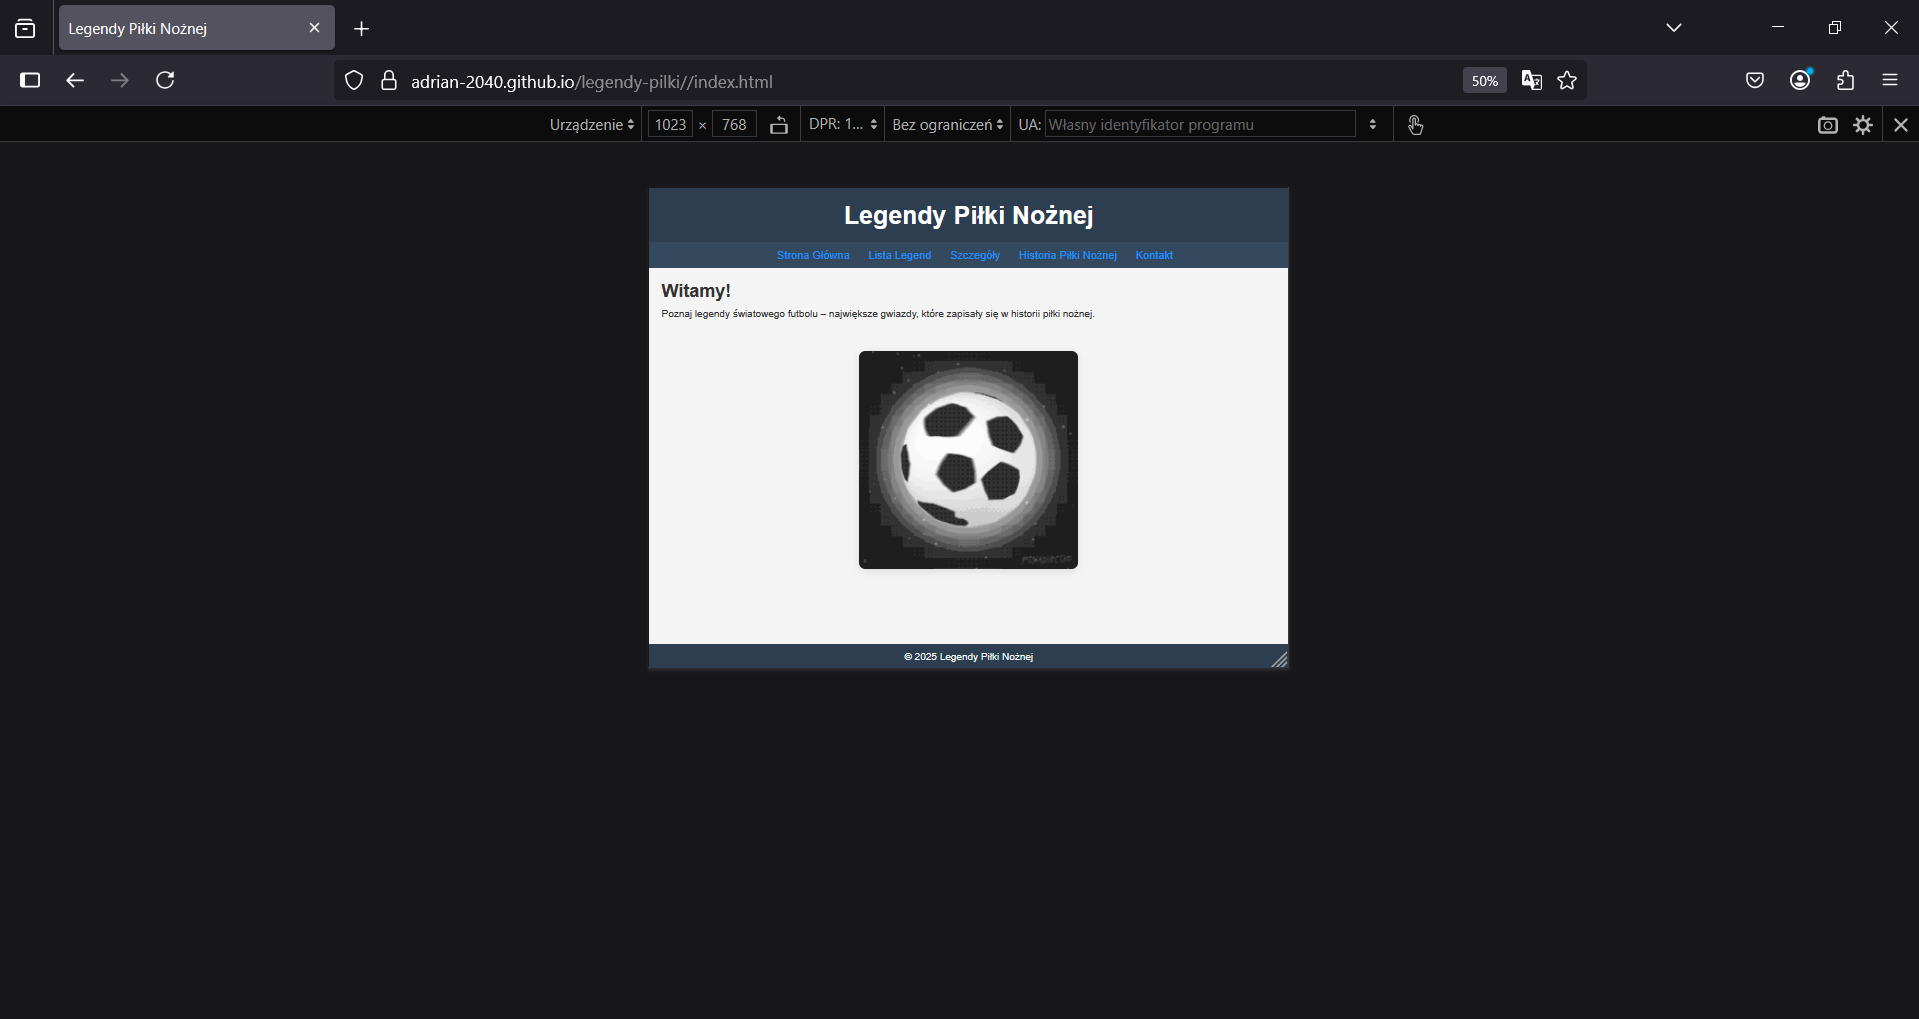 Legendy Piłki Nożnej
adrian-2040.github.io/legendy-pilki//index.html
50%
Urządzenie 1023 × 768 DPR: 1... Bez ograniczeń UA: Własny identyfikator programu
Legendy Piłki Nożnej
Strona Główna Lista Legend Szczegóły Historia Piłki Nożnej Kontakt
Witamy!
Poznaj legendy światowego futbolu – największe gwiazdy, które zapisały się w historii piłki nożnej.
© 2025 Legendy Piłki Nożnej